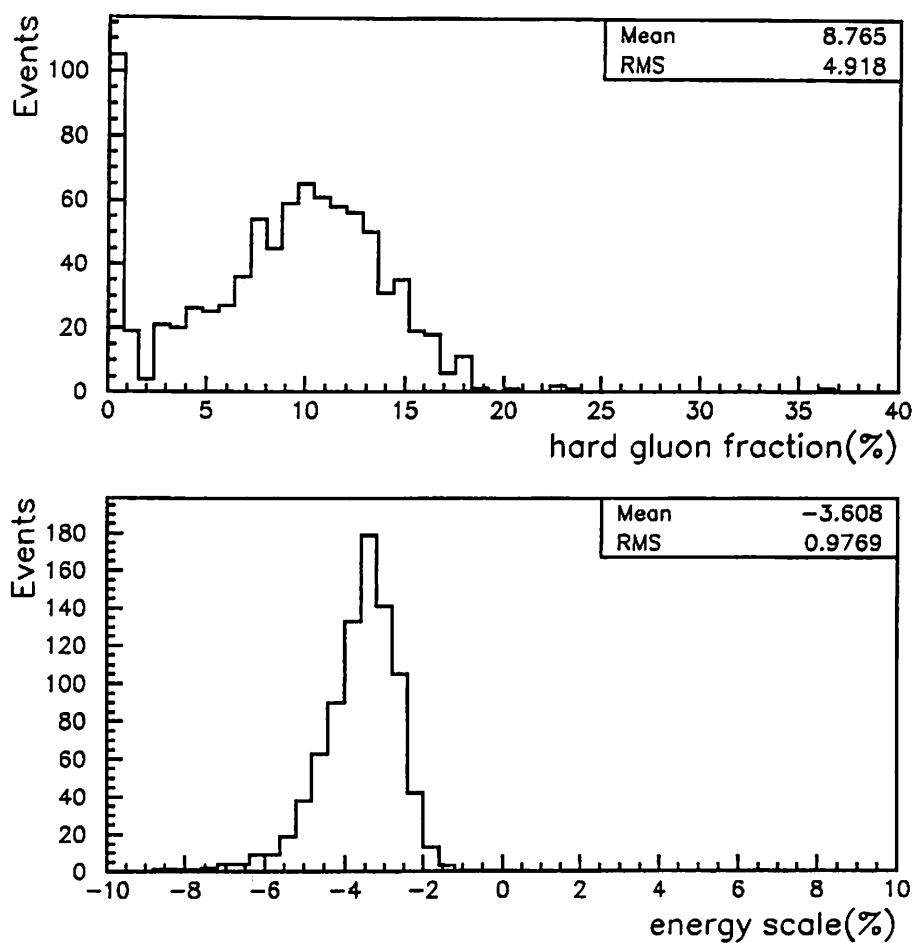 Events
Mean 8.765
RMS 4.918
100
80
60
40
20
0
0 5 10 15 20 25 30 35 40
hard gluon fraction(%)
Events
Mean −3.608
RMS 0.9769
180
160
140
120
100
80
60
40
20
0
−10 −8 −6 −4 −2 0 2 4 6 8 10
energy scale(%)